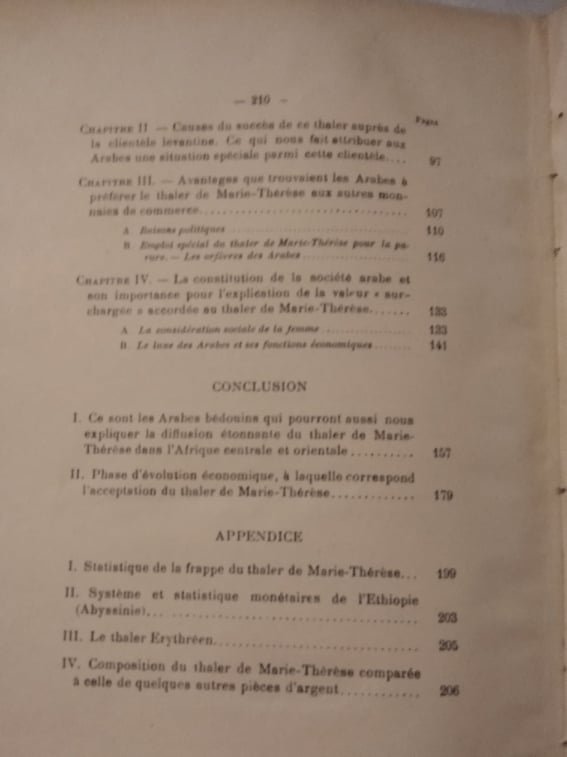 — 210 —
Pages
CHAPITRE II — Causes du succès de ce thaler auprès de
la clientèle levantine. Ce qui nous fait attribuer aux
Arabes une situation spéciale parmi cette clientèle.... 97
CHAPITRE III. — Avantages que trouvaient les Arabes à
préférer le thaler de Marie-Thérèse aux autres mon-
naies de commerce........................................ 107
A Raisons politiques ........................... 110
B Emploi spécial du thaler de Marie-Thérèse pour la pa-
rure. — Les orfèvres des Arabes ................ 116
CHAPITRE IV. — La constitution de la société arabe et
son importance pour l'explication de la valeur « sur-
chargée » accordée au thaler de Marie-Thérèse....... 133
A. La considération sociale de la femme .............. 133
B. Le luxe des Arabes et ses fonctions économiques ........ 141
CONCLUSION
I. Ce sont les Arabes bédouins qui pourront aussi nous
expliquer la diffusion étonnante du thaler de Marie-
Thérèse dans l'Afrique centrale et orientale .......... 157
II. Phase d'évolution économique, à laquelle correspond
l'acceptation du thaler de Marie-Thérèse............. 179
APPENDICE
I. Statistique de la frappe du thaler de Marie-Thérèse... 199
II. Système et statistique monétaires de l'Ethiopie
(Abyssinie)........................................ 203
III. Le thaler Erythréen.............................. 205
IV. Composition du thaler de Marie-Thérèse comparée
à celle de quelques autres pièces d'argent............ 206